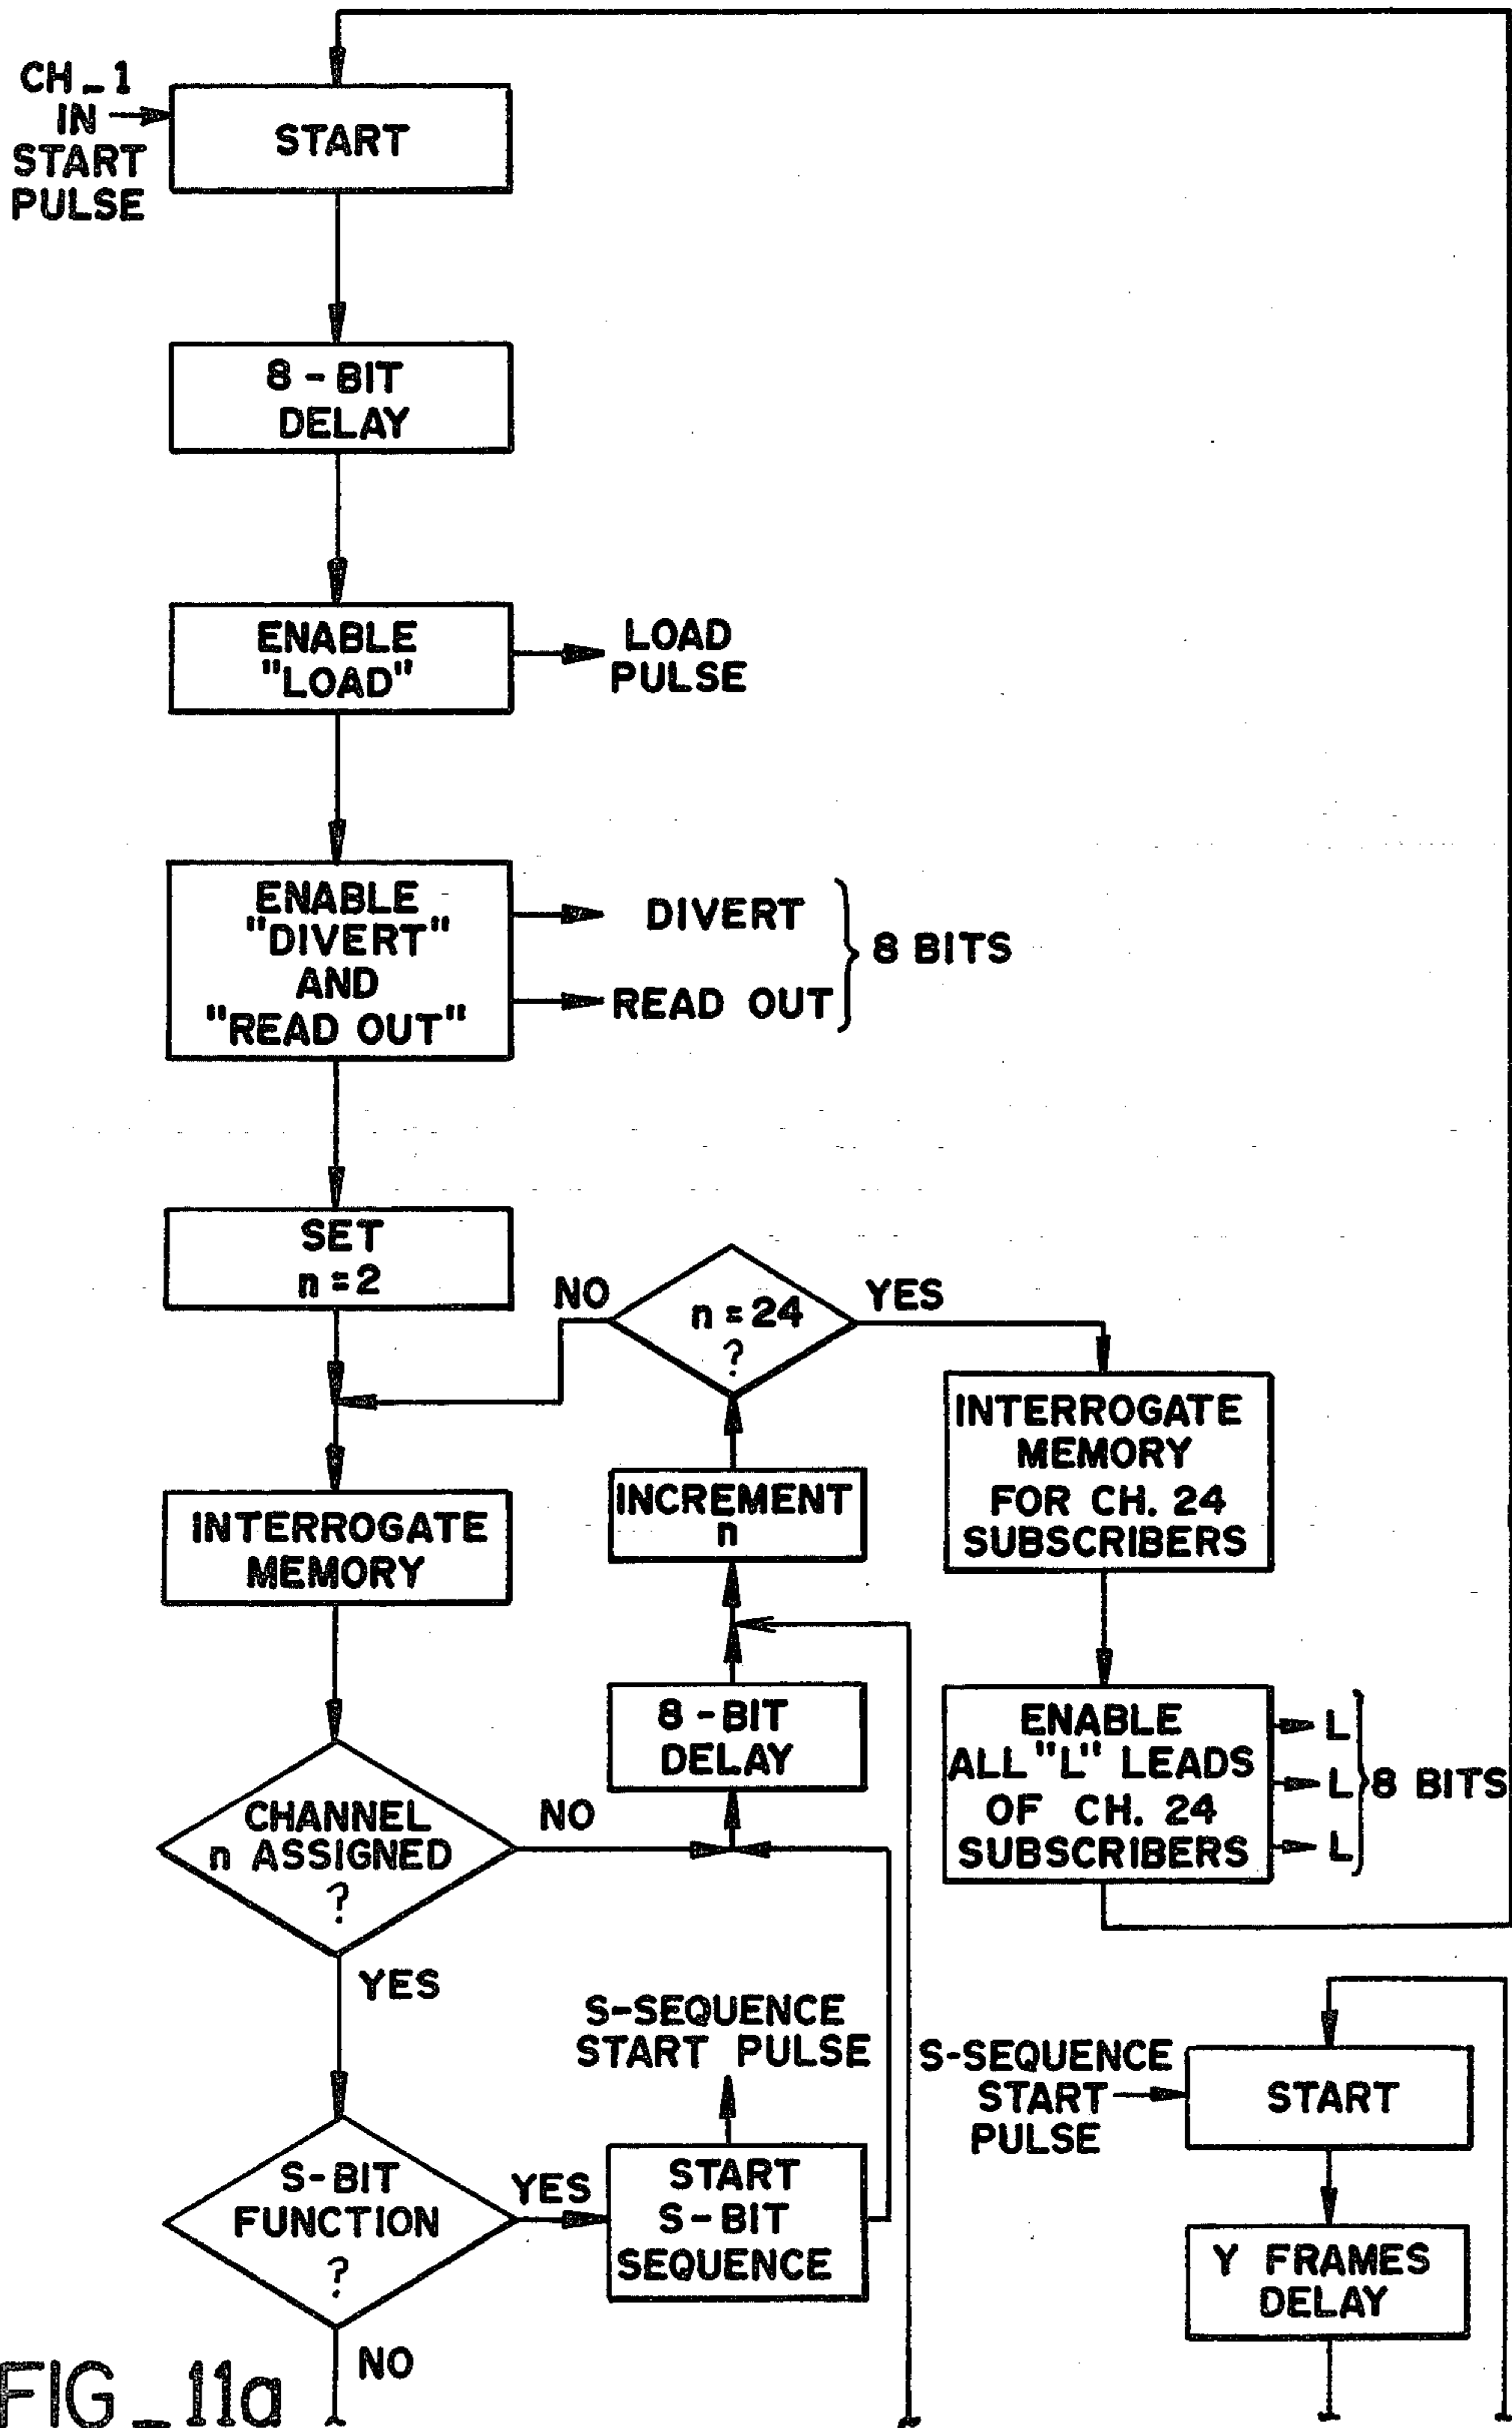 CH_1
IN
START
PULSE
START
8-BIT
DELAY
ENABLE
"LOAD"
LOAD
PULSE
ENABLE
"DIVERT"
AND
"READ OUT"
DIVERT
READ OUT
8 BITS
SET
n=2
NO
n=24
?
YES
INTERROGATE
MEMORY
FOR CH. 24
SUBSCRIBERS
INCREMENT
n
INTERROGATE
MEMORY
8-BIT
DELAY
ENABLE
ALL "L" LEADS
OF CH. 24
SUBSCRIBERS
L
L
L
8 BITS
CHANNEL
n ASSIGNED
?
NO
YES
S-SEQUENCE
START PULSE
S-SEQUENCE
START
PULSE
START
S-BIT
FUNCTION
?
YES
START
S-BIT
SEQUENCE
Y FRAMES
DELAY
NO
FIG_11a